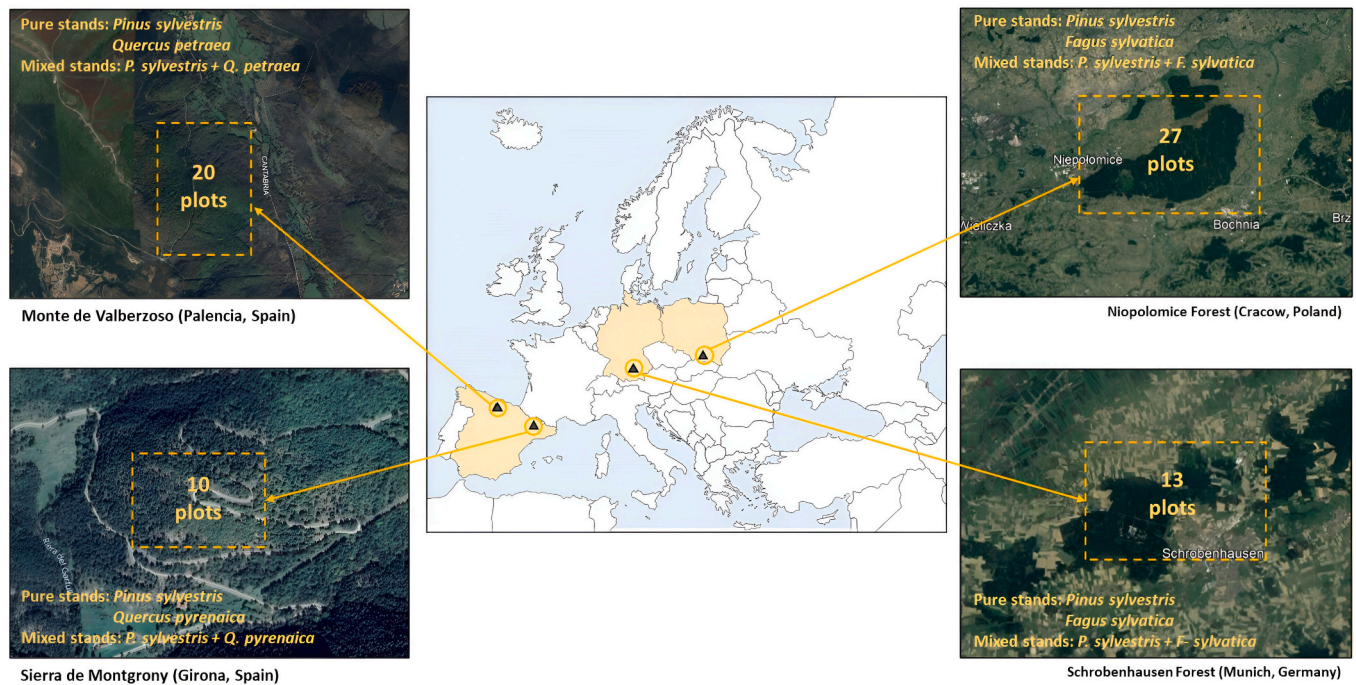 Pure stands: Pinus sylvestris
Quercus petraea
Mixed stands: P. sylvestris + Q. petraea
20
plots
CANTABRIA
Monte de Valberzoso (Palencia, Spain)
Pure stands: Pinus sylvestris
Fagus sylvatica
Mixed stands: P. sylvestris + F. sylvatica
27
plots
Niepołomice
Wieliczka
Bochnia
Brz
Niopolomice Forest (Cracow, Poland)
10
plots
Riera del
Pure stands: Pinus sylvestris
Quercus pyrenaica
Mixed stands: P. sylvestris + Q. pyrenaica
Sierra de Montgrony (Girona, Spain)
13
plots
Schrobenhausen
Pure stands: Pinus sylvestris
Fagus sylvatica
Mixed stands: P. sylvestris + F- sylvatica
Schrobenhausen Forest (Munich, Germany)